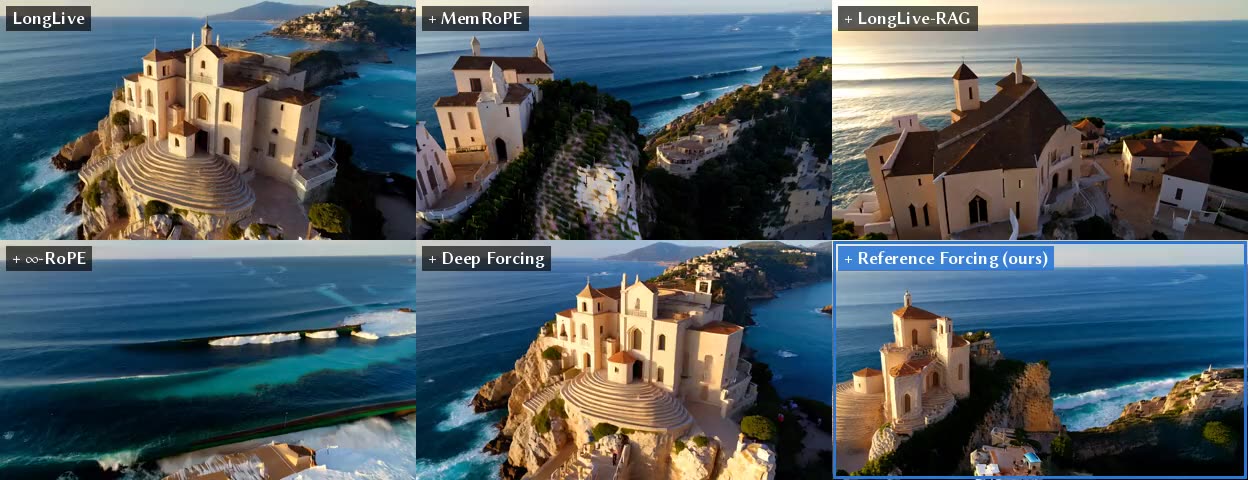 LongLive
+ MemRoPE
+ LongLive-RAG
+ ∞-RoPE
+ Deep Forcing
+ Reference Forcing (ours)